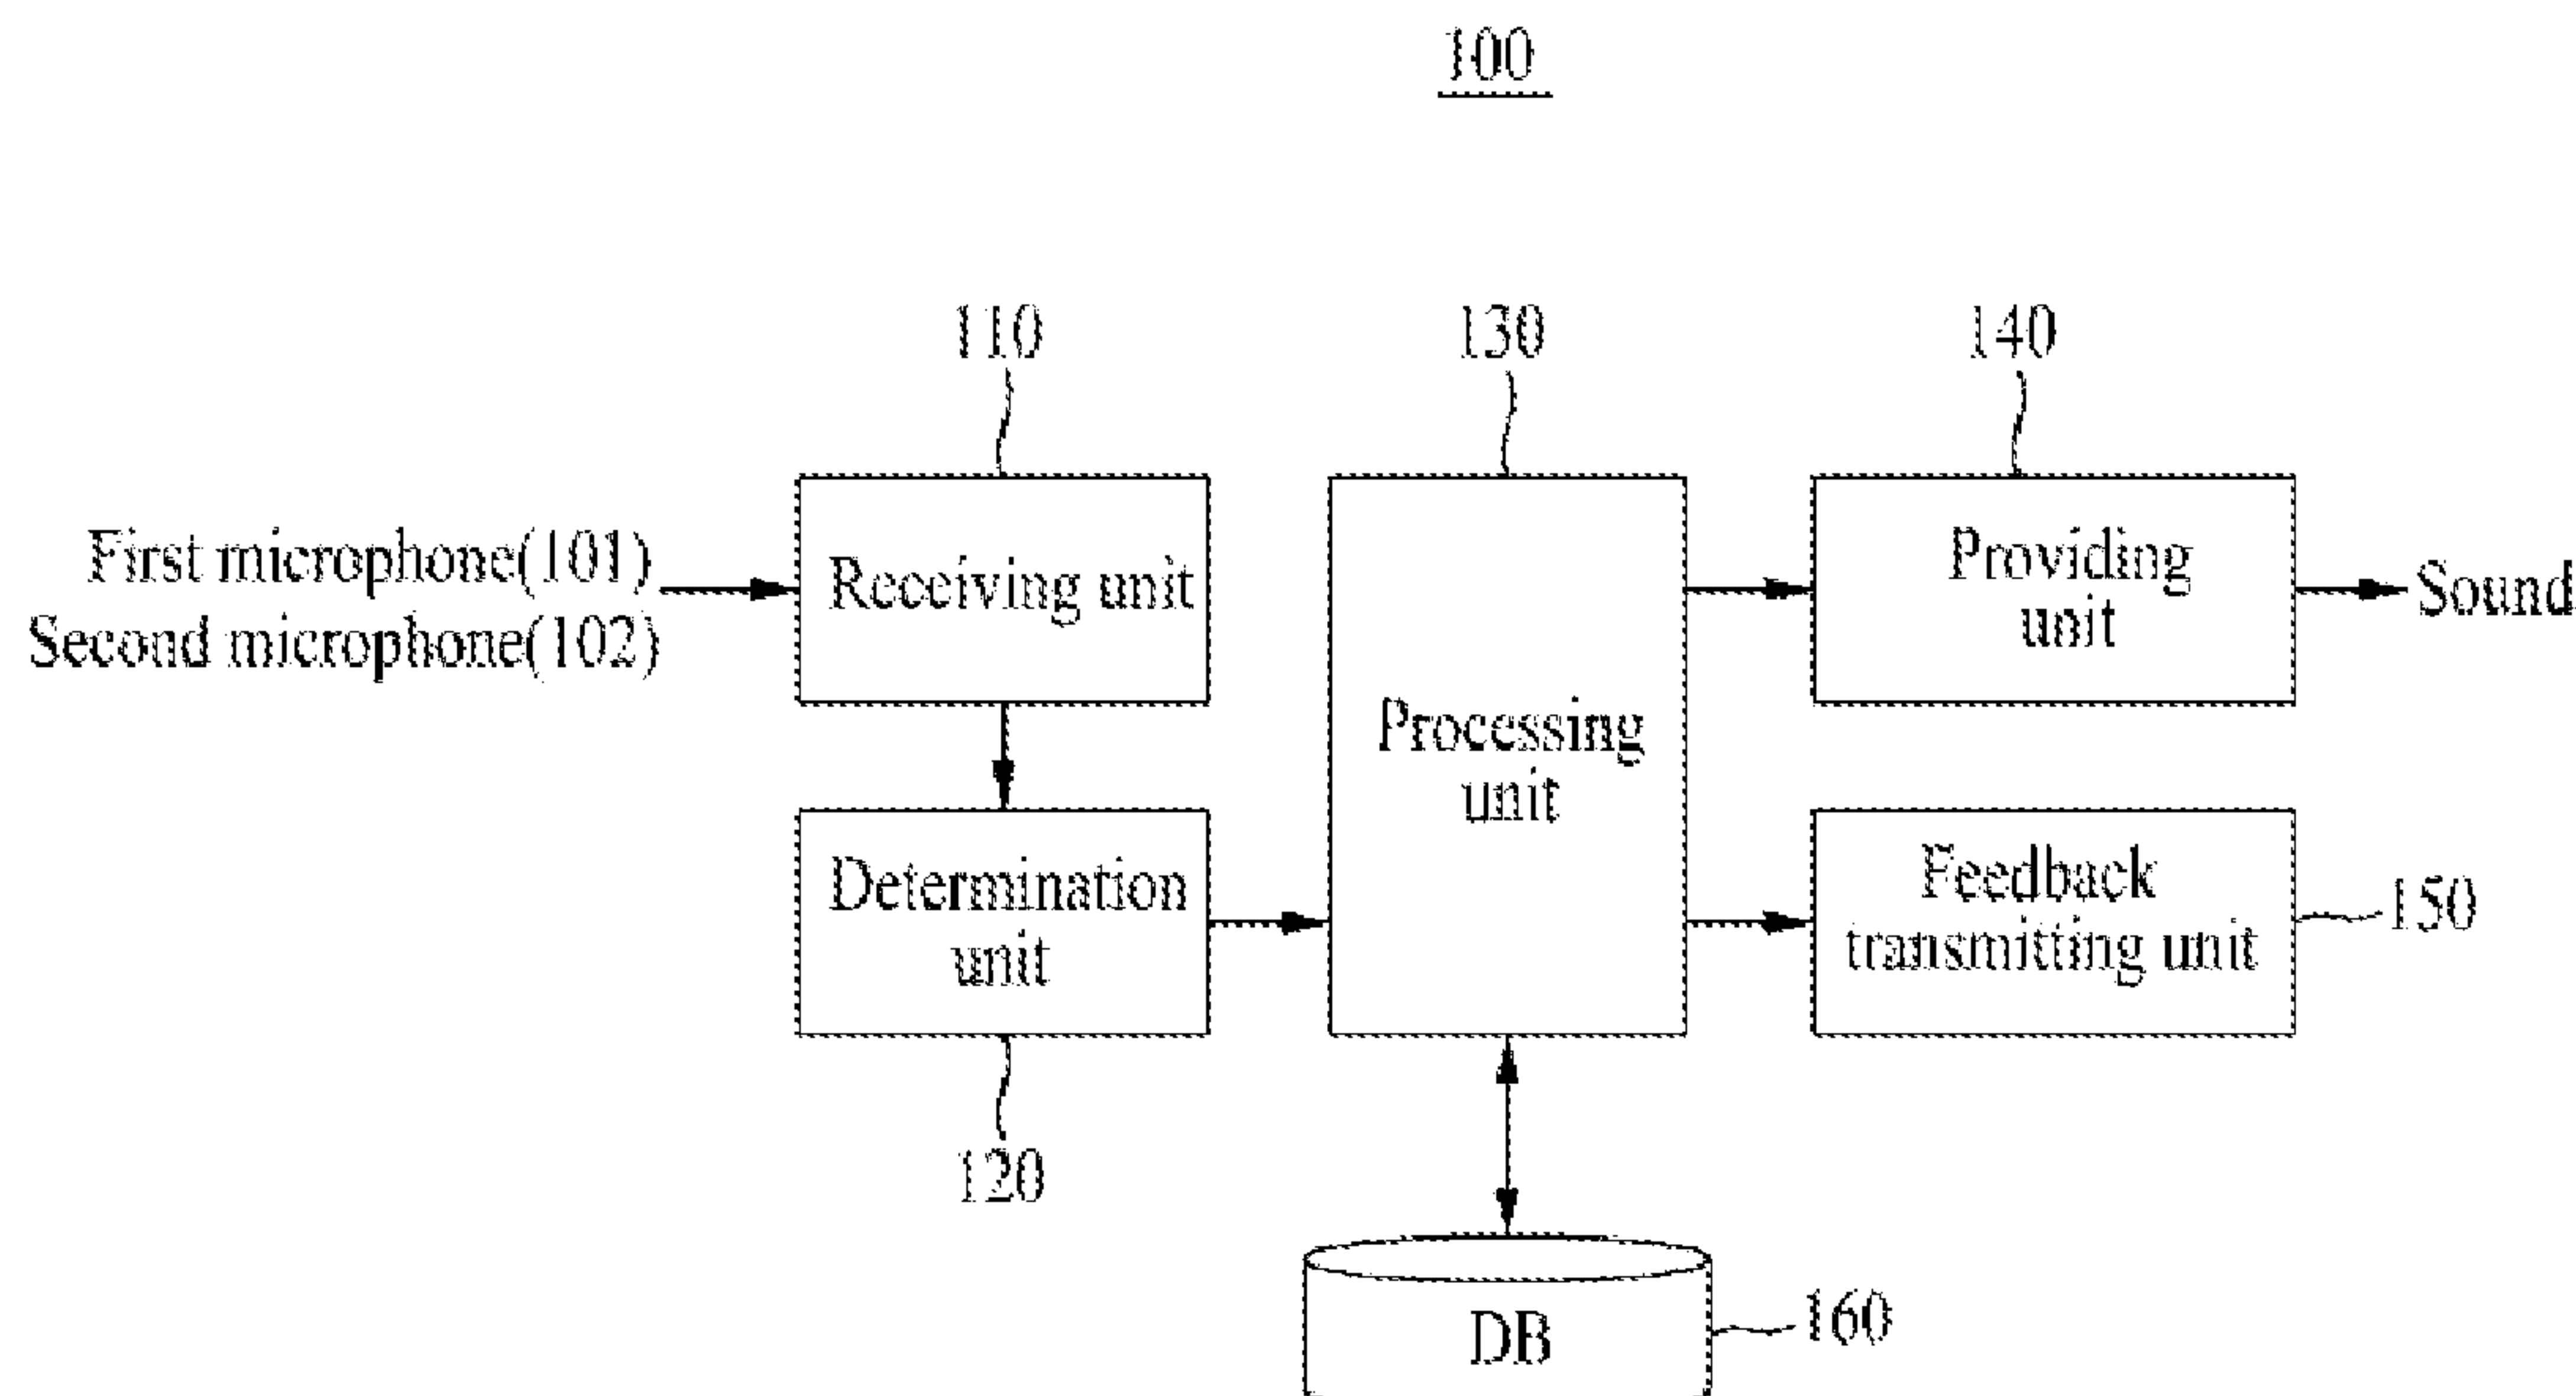 100
110
130
140
First microphone(101)
Second microphone(102)
Receiving unit
Providing
unit
Sound
Processing
unit
Determination
unit
Feedback
transmitting unit
150
120
DB
160